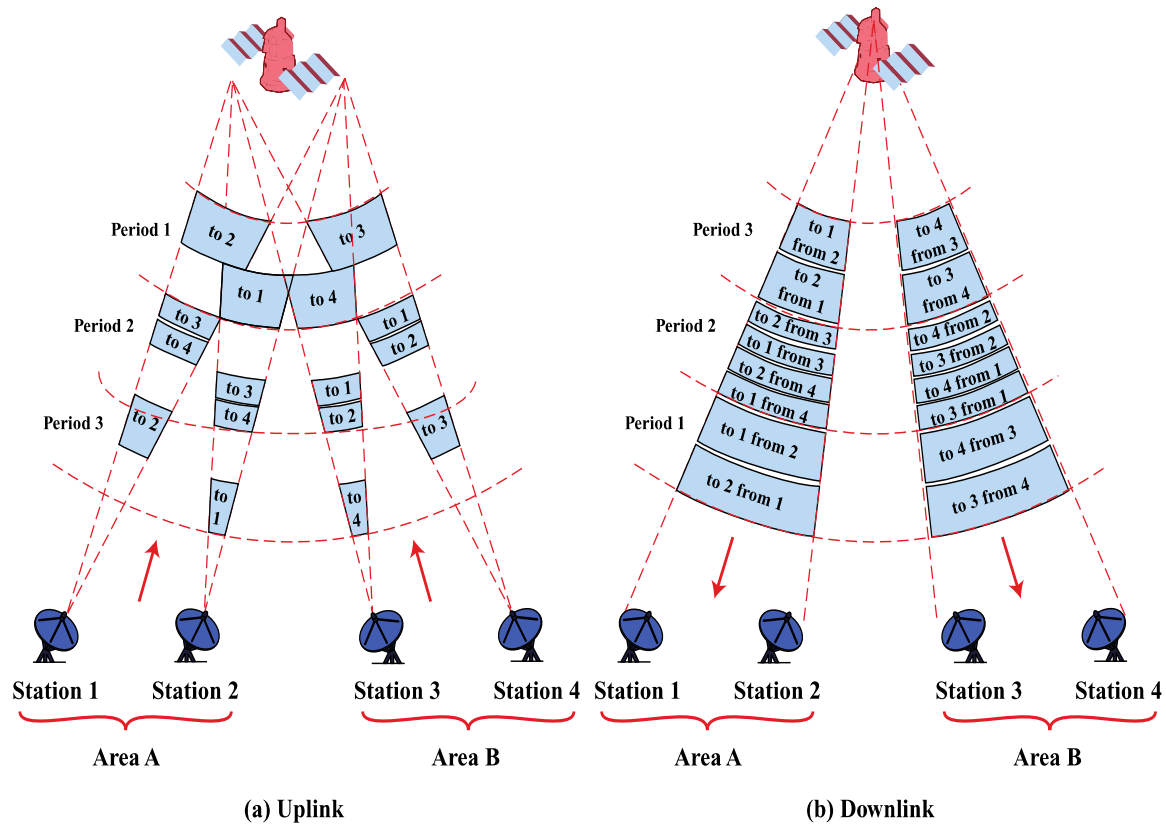 Period 1
to 2
to 3
to 1
to 4
Period 2
to 3
to 4
to 1
to 2
to 3
to 4
to 1
to 2
Period 3
to 2
to 3
to
1
to
4
Station 1
Station 2
Station 3
Station 4
Area A
Area B
(a) Uplink
Period 3
to 1
from 2
to 2
from 1
Period 2
to 2 from 3
to 1 from 3
to 2 from 4
to 1 from 4
Period 1
to 1 from 2
to 2 from 1
to 4
from 3
to 3
from 4
to 4 from 2
to 3 from 2
to 4 from 1
to 3 from 1
to 4 from 3
to 3 from 4
Station 1
Station 2
Station 3
Station 4
Area A
Area B
(b) Downlink